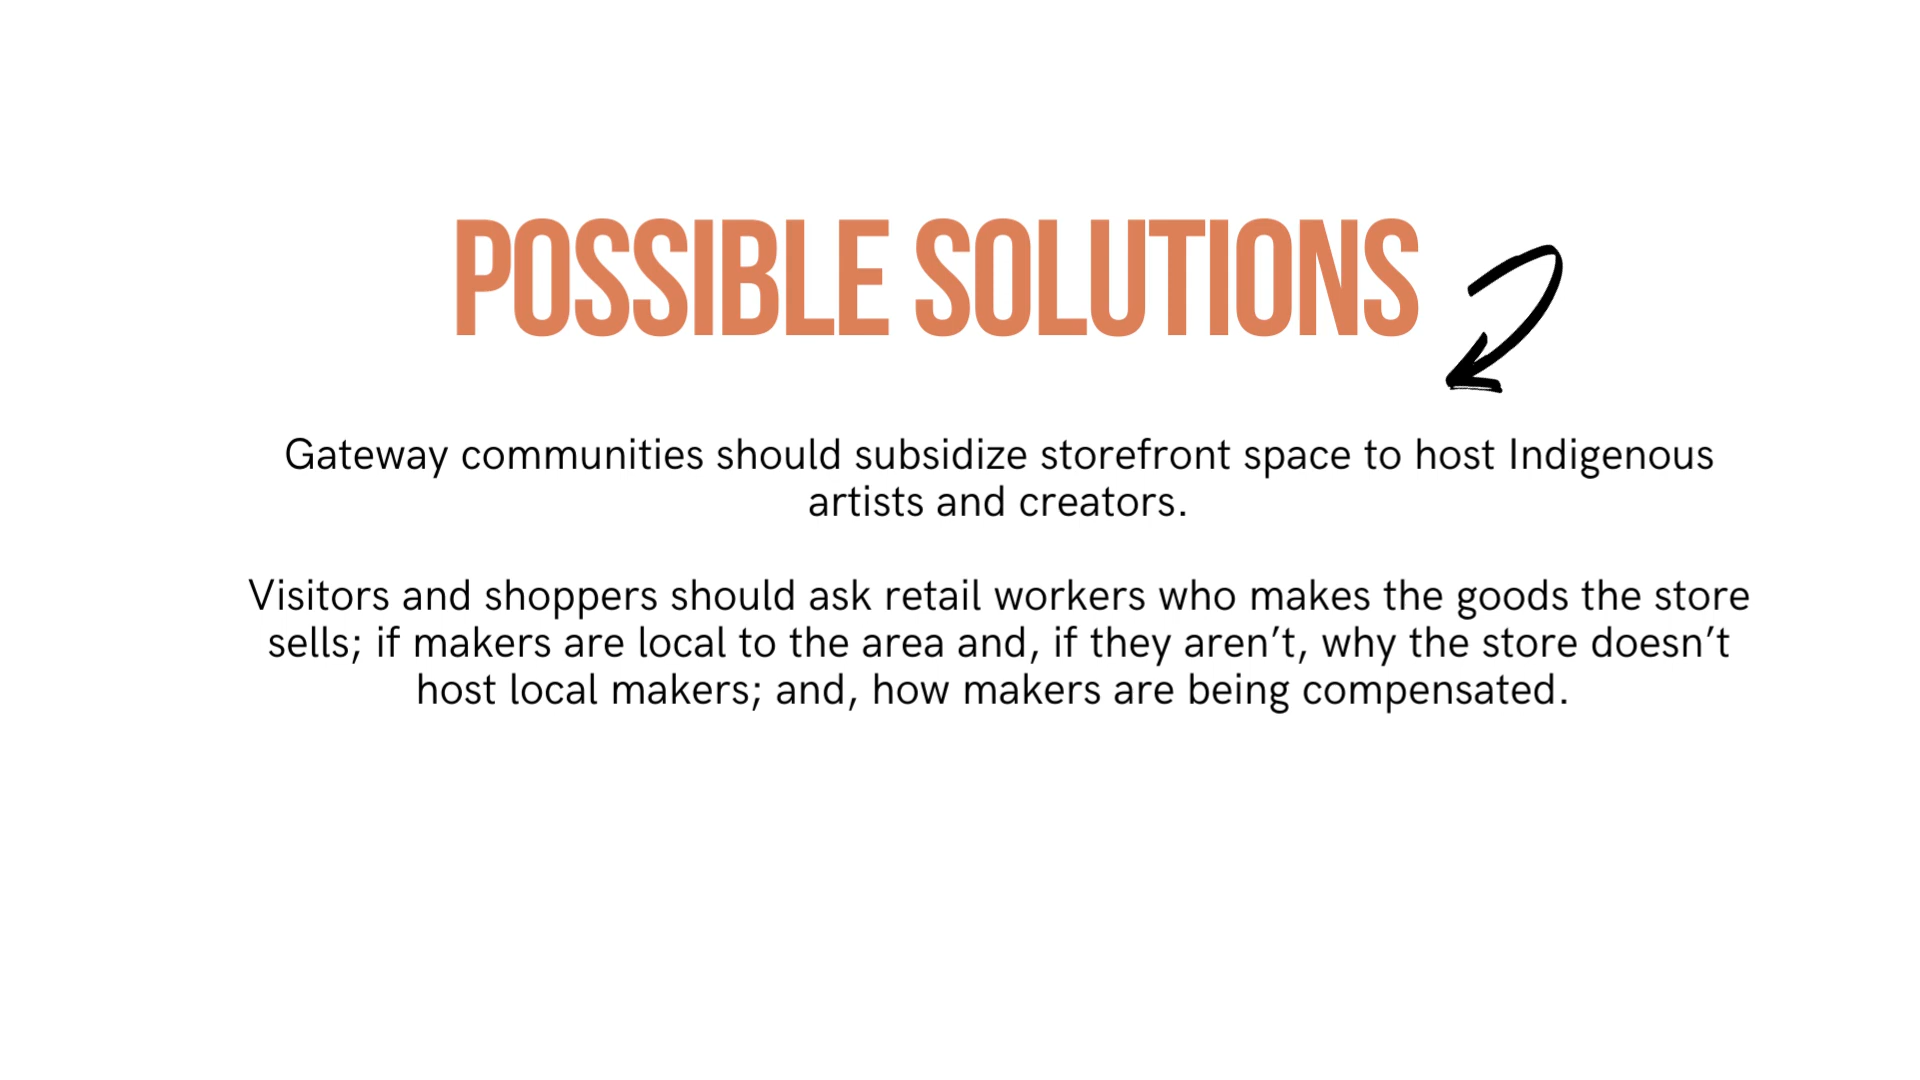 POSSIBLE SOLUTIONS
Gateway communities should subsidize storefront space to host Indigenous
artists and creators.
Visitors and shoppers should ask retail workers who makes the goods the store
sells; if makers are local to the area and, if they aren’t, why the store doesn’t
host local makers; and, how makers are being compensated.